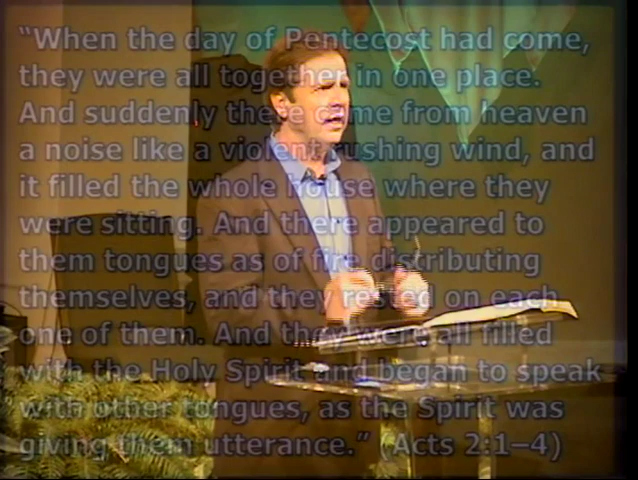 “When the day of Pentecost had come,
they were all together in one place.
And suddenly there came from heaven
a noise like a violent rushing wind, and
it filled the whole house where they
were sitting. And there appeared to
them tongues as of fire distributing
themselves, and they rested on each
one of them. And they were all filled
with the Holy Spirit and began to speak
with other tongues, as the Spirit was
giving them utterance.” (Acts 2:1–4)